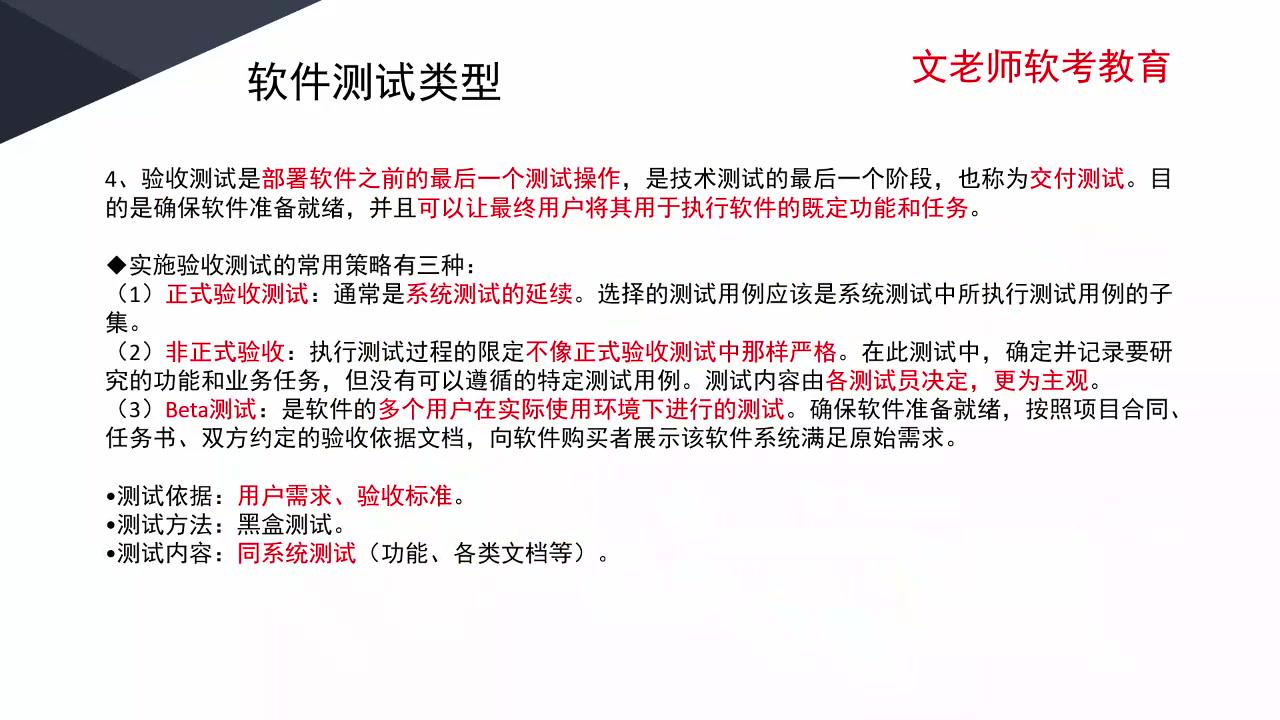 软件测试类型
文老师软考教育
4、验收测试是部署软件之前的最后一个测试操作，是技术测试的最后一个阶段，也称为交付测试。目
的是确保软件准备就绪，并且可以让最终用户将其用于执行软件的既定功能和任务。
◆实施验收测试的常用策略有三种：
（1）正式验收测试：通常是系统测试的延续。选择的测试用例应该是系统测试中所执行测试用例的子
集。
（2）非正式验收：执行测试过程的限定不像正式验收测试中那样严格。在此测试中，确定并记录要研
究的功能和业务任务，但没有可以遵循的特定测试用例。测试内容由各测试员决定，更为主观。
（3）Beta测试：是软件的多个用户在实际使用环境下进行的测试。确保软件准备就绪，按照项目合同、
任务书、双方约定的验收依据文档，向软件购买者展示该软件系统满足原始需求。
•测试依据：用户需求、验收标准。
•测试方法：黑盒测试。
•测试内容：同系统测试（功能、各类文档等）。